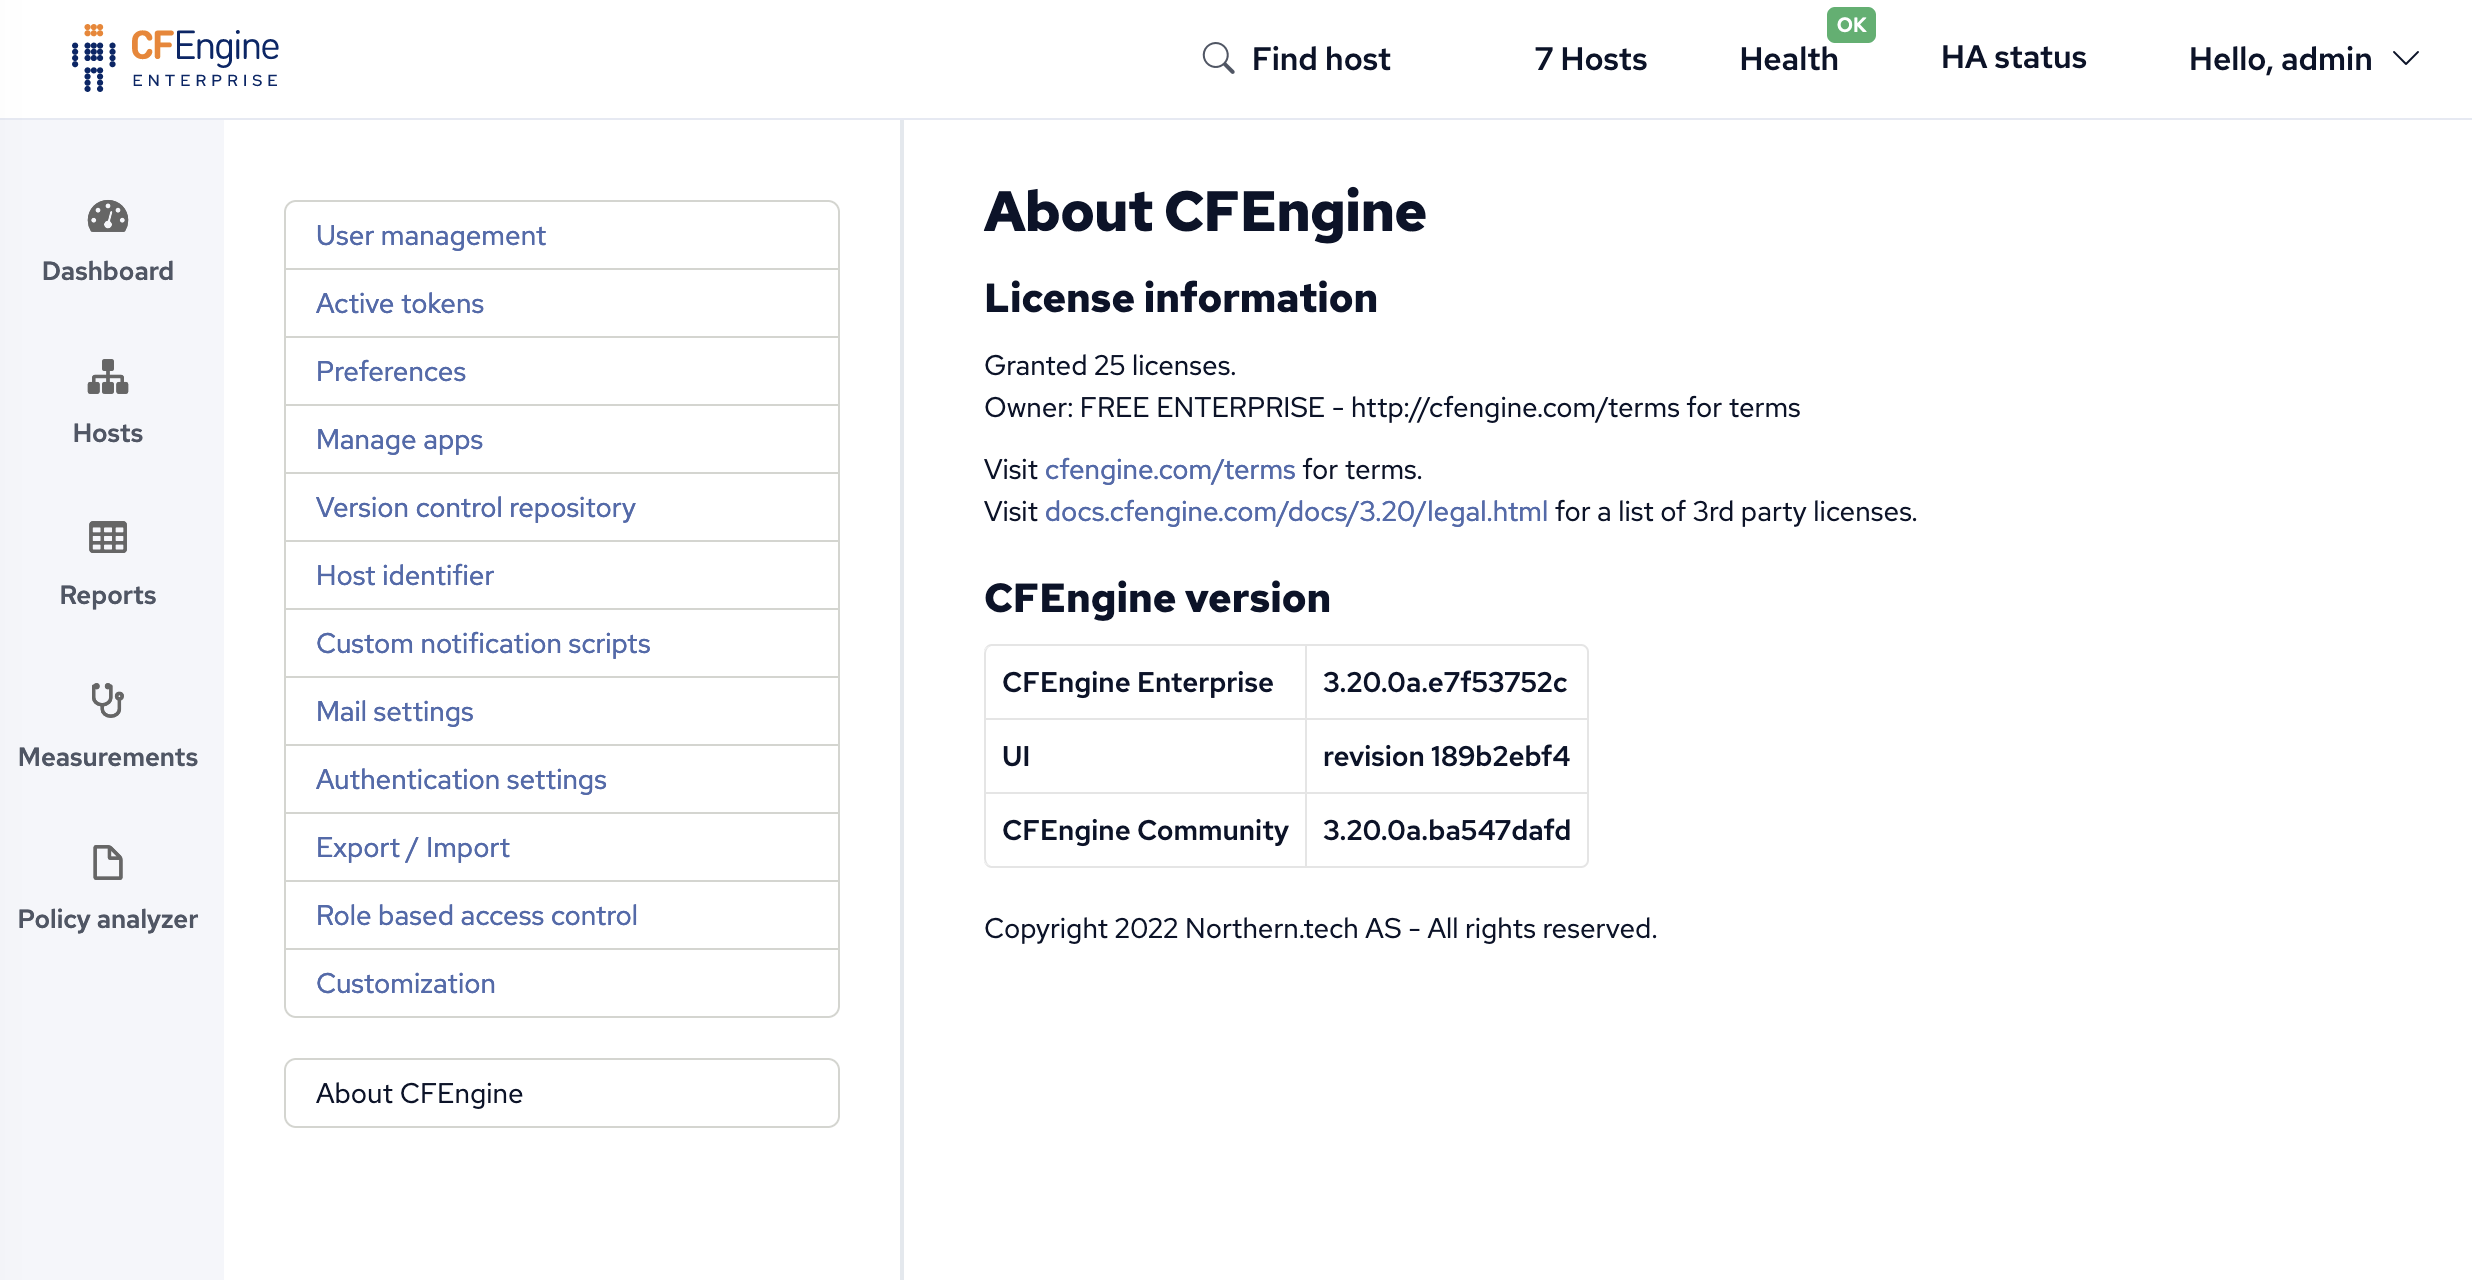 CFEngine
ENTERPRISE
Find host
7 Hosts
Health
OK
HA status
Hello, admin
Dashboard
Hosts
Reports
Measurements
Policy analyzer
User management
Active tokens
Preferences
Manage apps
Version control repository
Host identifier
Custom notification scripts
Mail settings
Authentication settings
Export / Import
Role based access control
Customization
About CFEngine
About CFEngine
License information
Granted 25 licenses.
Owner: FREE ENTERPRISE - http://cfengine.com/terms for terms
Visit cfengine.com/terms for terms.
Visit docs.cfengine.com/docs/3.20/legal.html for a list of 3rd party licenses.
CFEngine version
CFEngine Enterprise 3.20.0a.e7f53752c
UI revision 189b2ebf4
CFEngine Community 3.20.0a.ba547dafd
Copyright 2022 Northern.tech AS - All rights reserved.